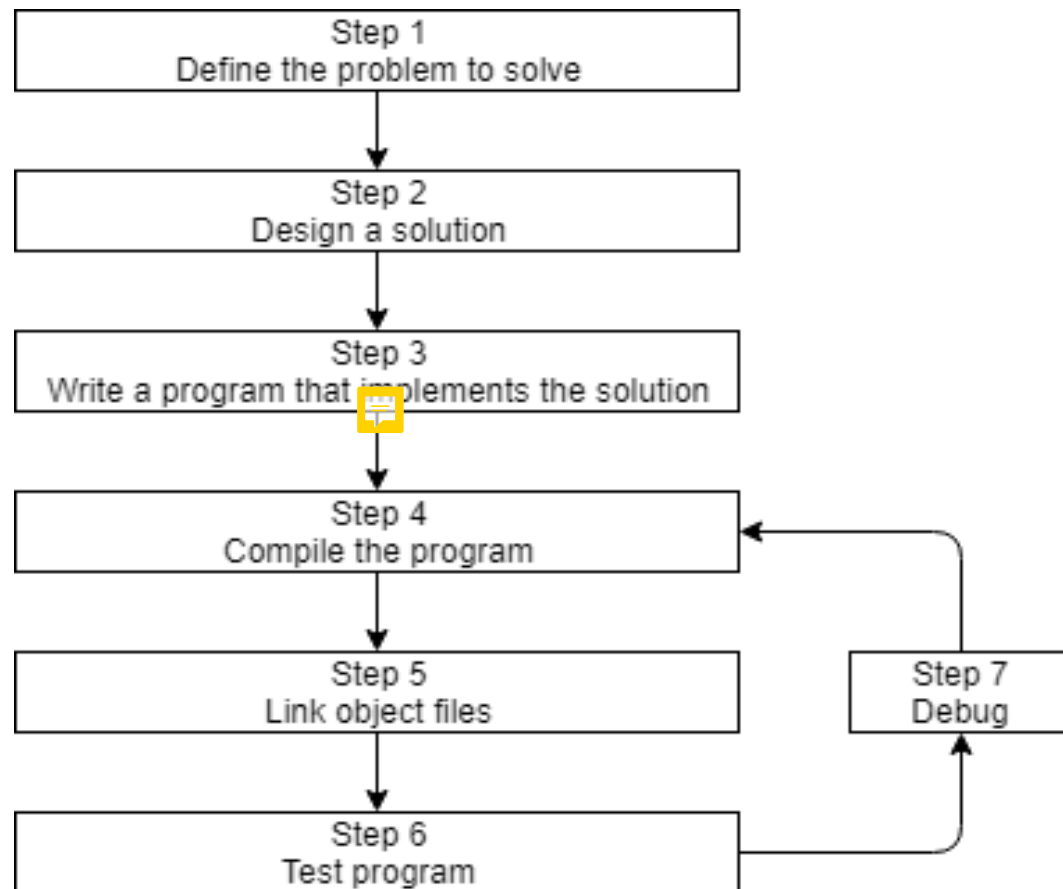 Step 1
Define the problem to solve
Step 2
Design a solution
Step 3
Write a program that implements the solution
Step 4
Compile the program
Step 5
Link object files
Step 7
Debug
Step 6
Test program